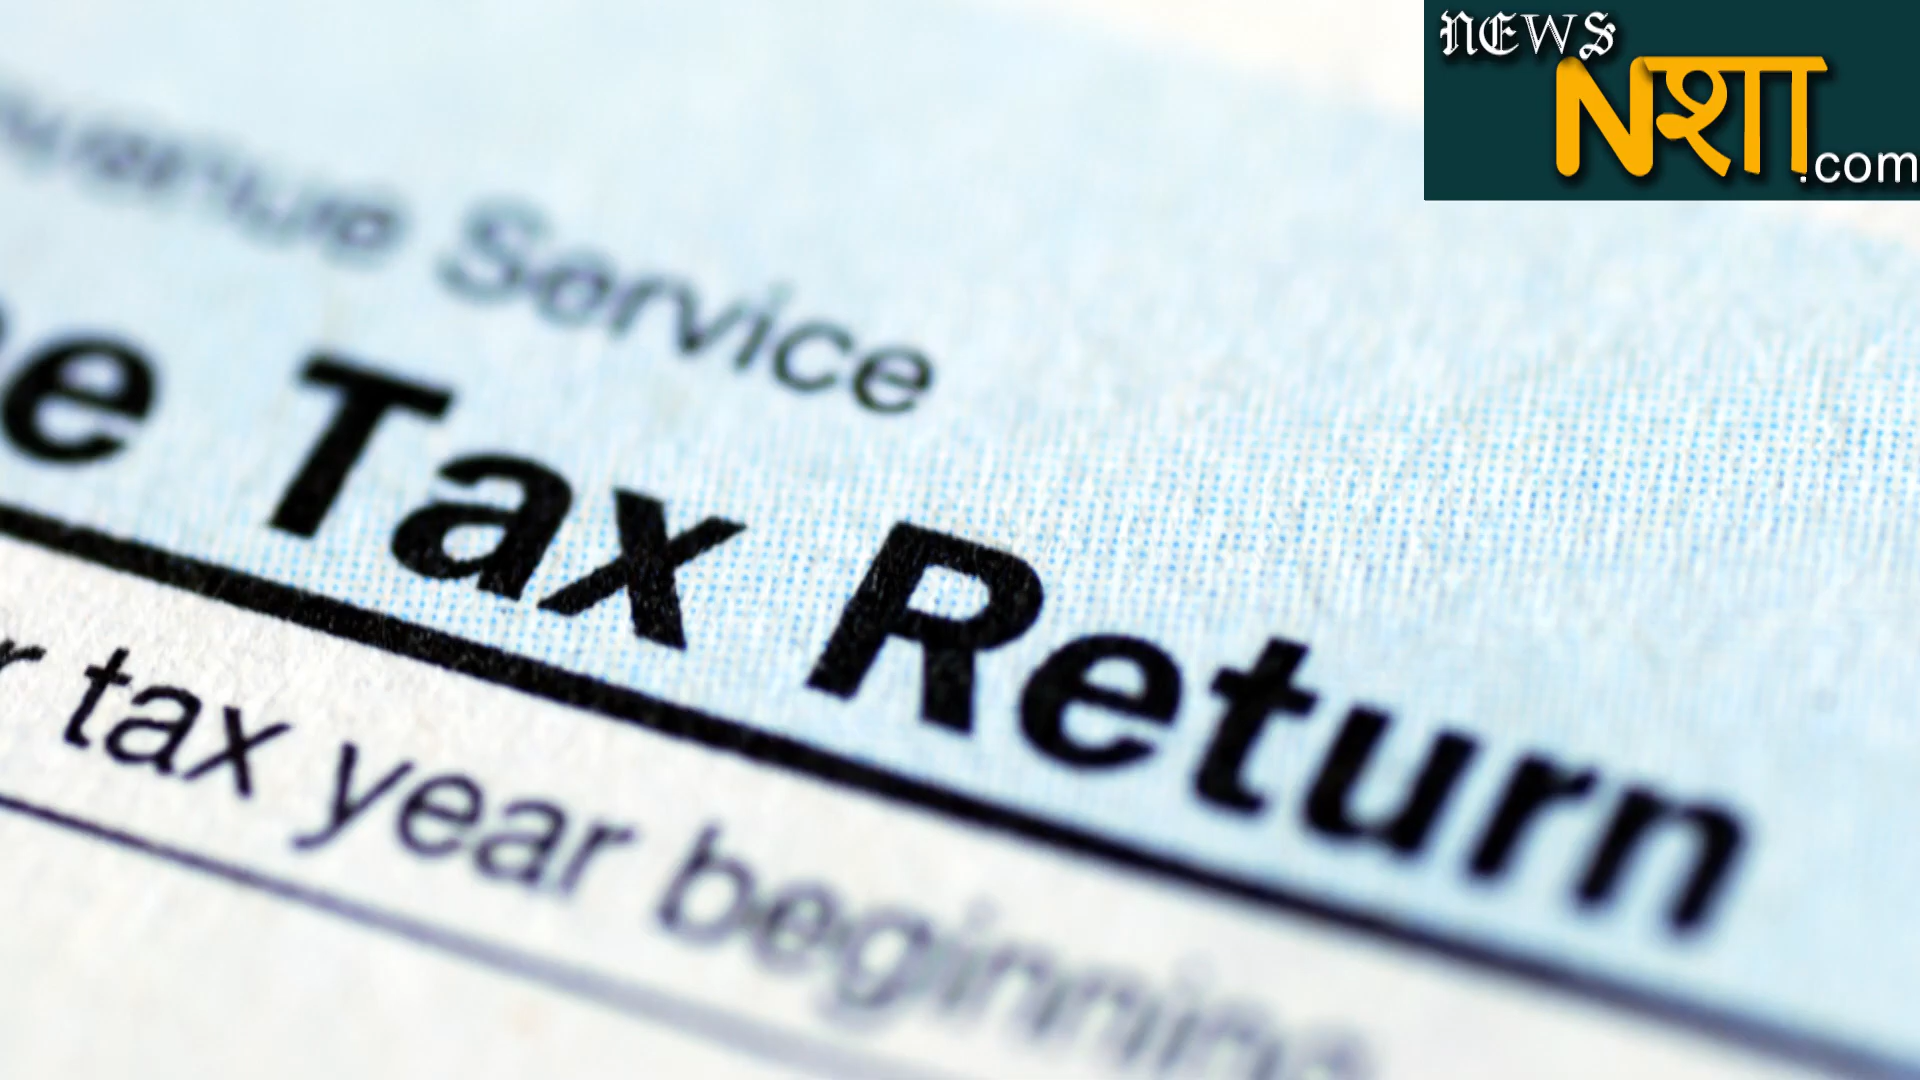 NEWS
Nशा
.com
Service
e Tax Return
r tax year beginning